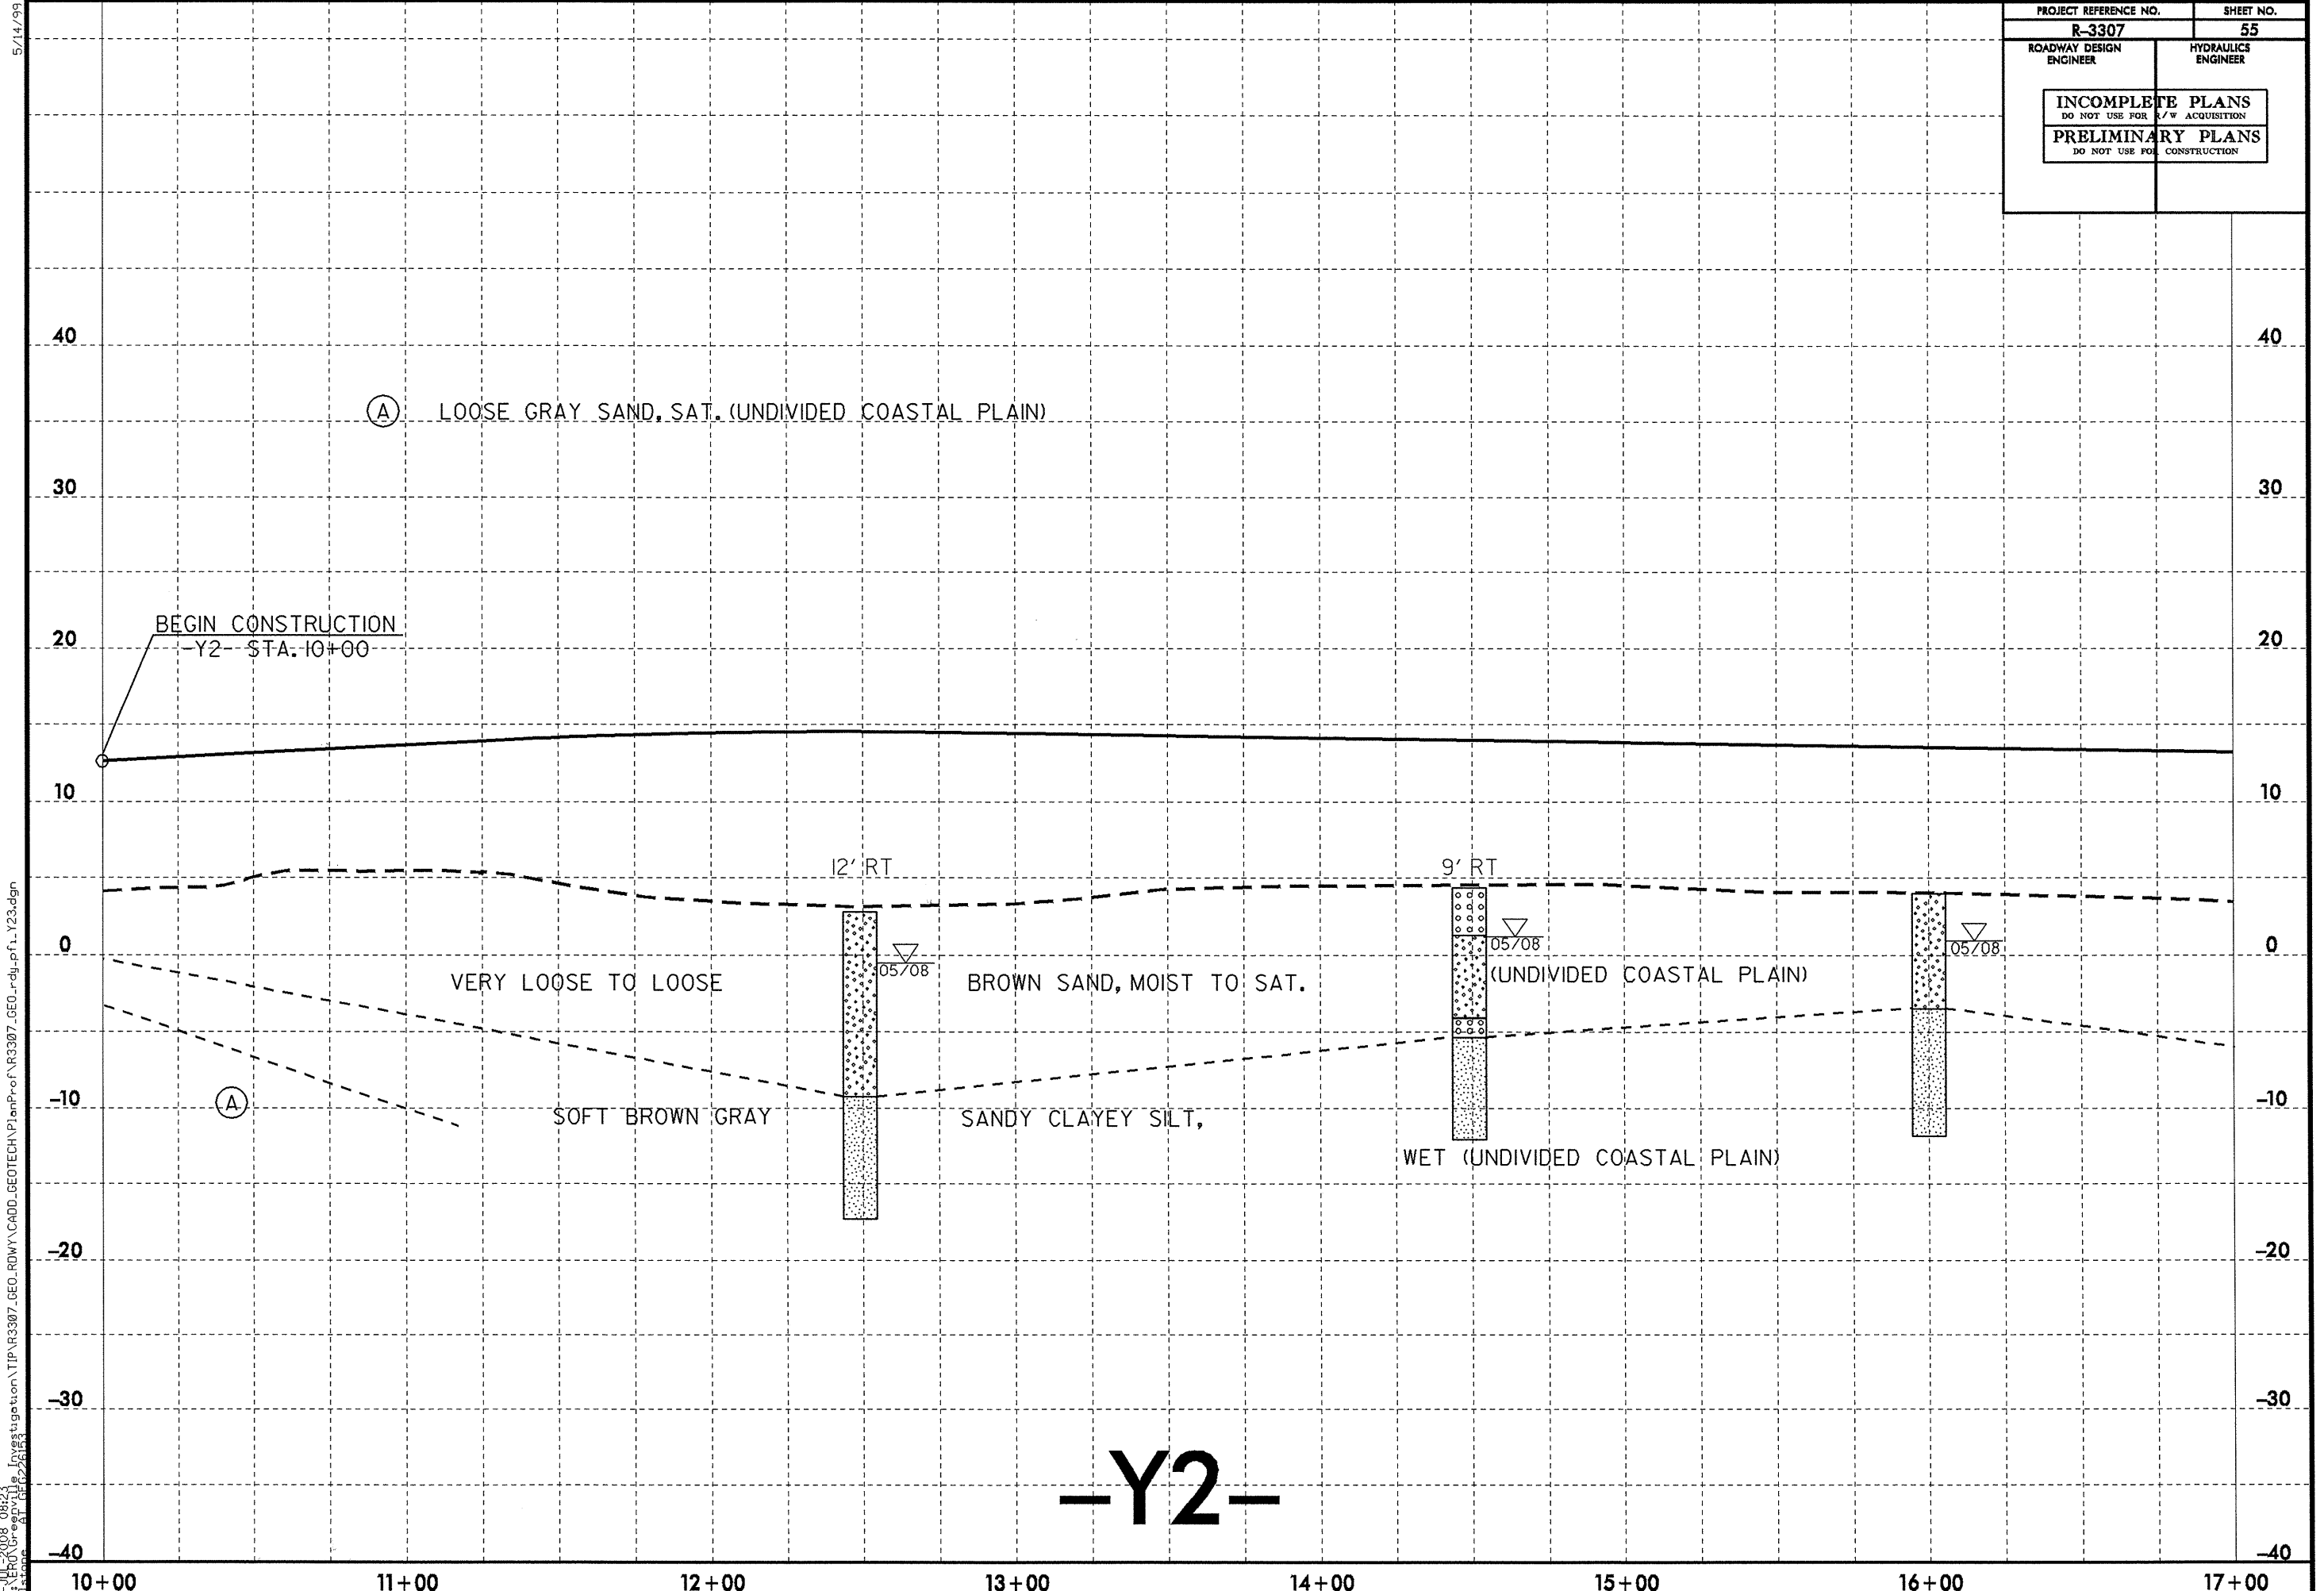 5/14/99
PROJECT REFERENCE NO. SHEET NO.
R-3307 55
ROADWAY DESIGN ENGINEER
HYDRAULICS ENGINEER
INCOMPLETE PLANS
DO NOT USE FOR R/W ACQUISITION
PRELIMINARY PLANS
DO NOT USE FOR CONSTRUCTION
40 40
A LOOSE GRAY SAND, SAT. (UNDIVIDED COASTAL PLAIN)
30 30
BEGIN CONSTRUCTION
-Y2- STA. 10+00
20 20
10 10
12' RT 9' RT
0 0
05/08 05/08 05/08
VERY LOOSE TO LOOSE BROWN SAND, MOIST TO SAT. (UNDIVIDED COASTAL PLAIN)
-10 -10
A
SOFT BROWN GRAY SANDY CLAYEY SILT,
WET (UNDIVIDED COASTAL PLAIN)
-20 -20
-30 -30
-Y2-
-40 -40
10+00 11+00 12+00 13+00 14+00 15+00 16+00 17+00